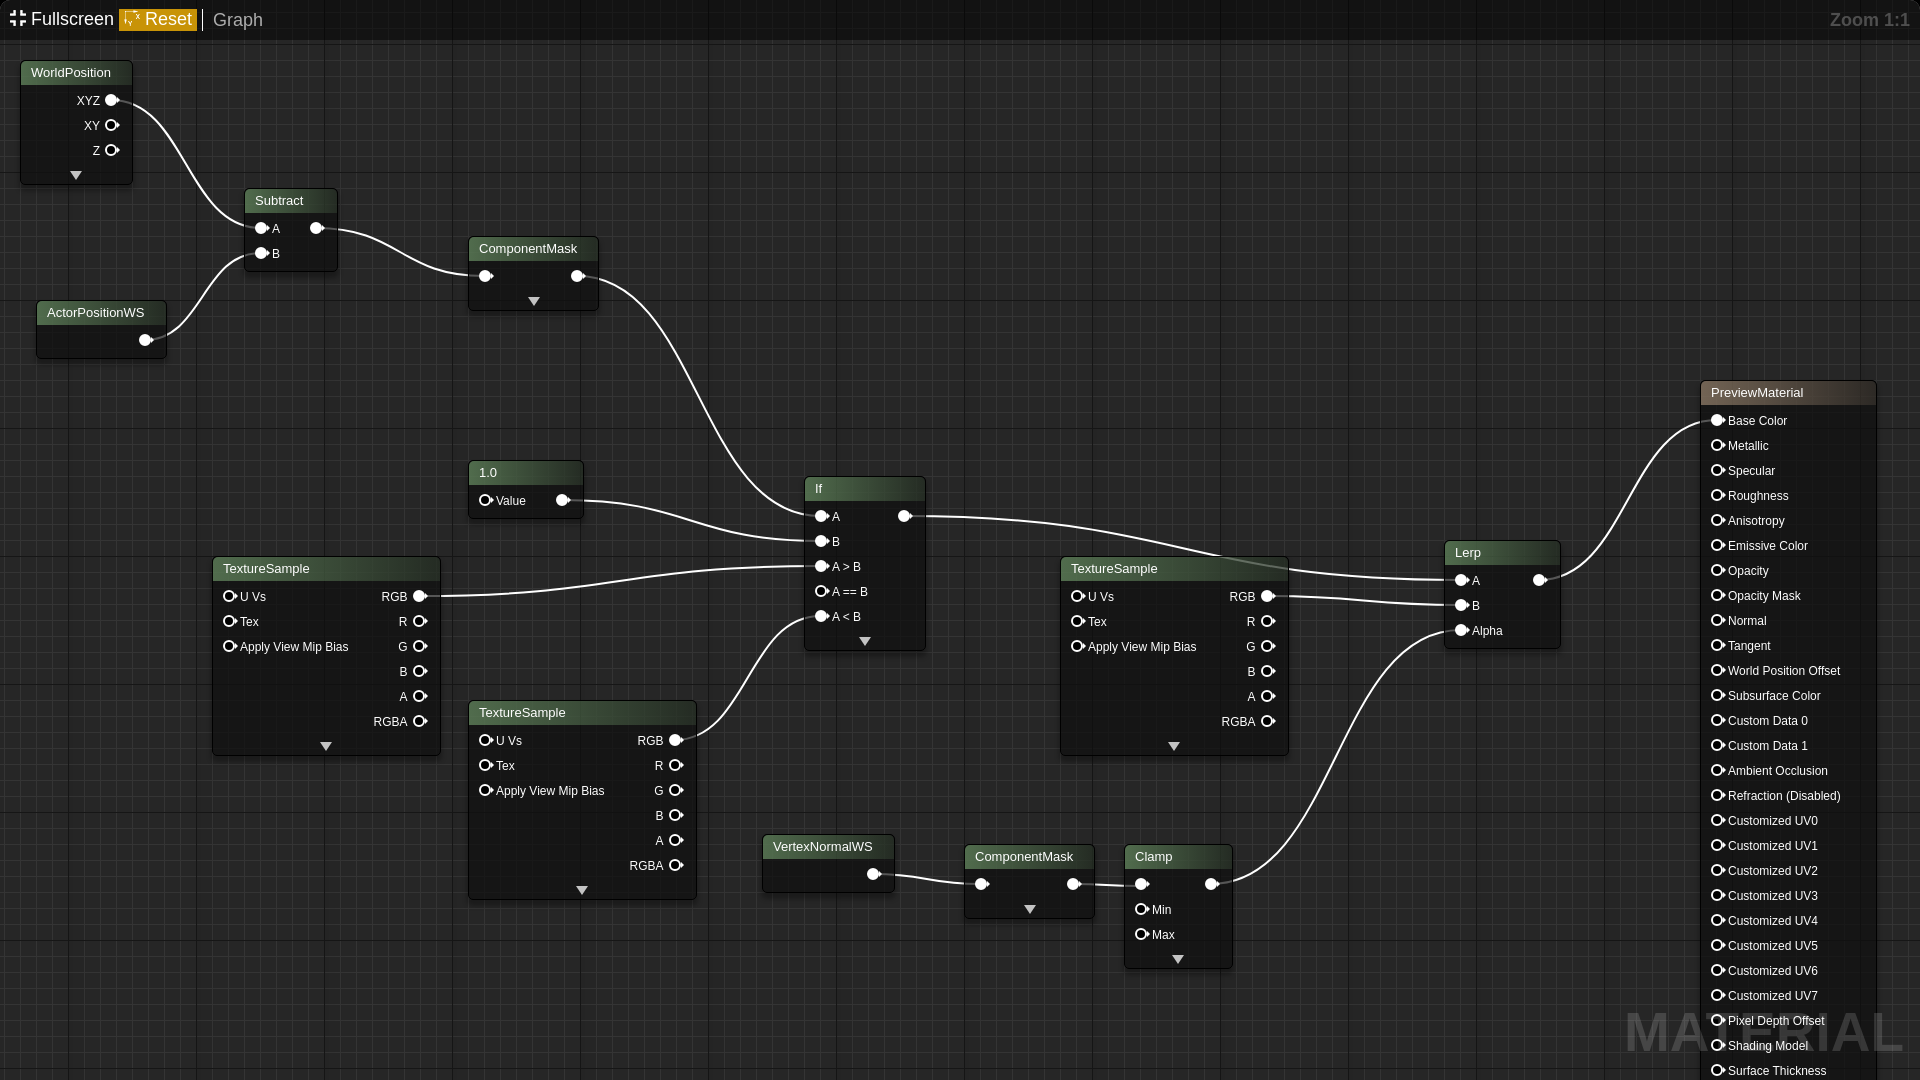 Fullscreen Reset Graph
Zoom 1:1
WorldPosition
XYZ
XY
Z
Subtract
A
B
ActorPositionWS
ComponentMask
1.0
Value
If
A
B
A > B
A == B
A < B
TextureSample
U Vs RGB
Tex R
Apply View Mip Bias G
B
A
RGBA
TextureSample
U Vs RGB
Tex R
Apply View Mip Bias G
B
A
RGBA
TextureSample
U Vs RGB
Tex R
Apply View Mip Bias G
B
A
RGBA
VertexNormalWS
ComponentMask
Clamp
Min
Max
Lerp
A
B
Alpha
PreviewMaterial
Base Color
Metallic
Specular
Roughness
Anisotropy
Emissive Color
Opacity
Opacity Mask
Normal
Tangent
World Position Offset
Subsurface Color
Custom Data 0
Custom Data 1
Ambient Occlusion
Refraction (Disabled)
Customized UV0
Customized UV1
Customized UV2
Customized UV3
Customized UV4
Customized UV5
Customized UV6
Customized UV7
Pixel Depth Offset
Shading Model
Surface Thickness
MATERIAL